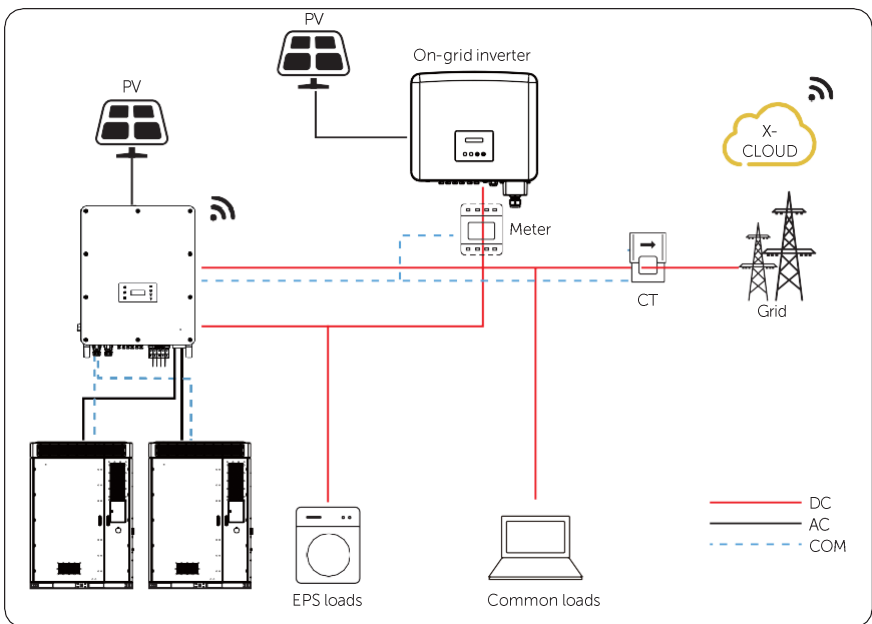 PV
On-grid inverter
PV
X-
CLOUD
Meter
CT
Grid
EPS loads
Common loads
DC
AC
COM